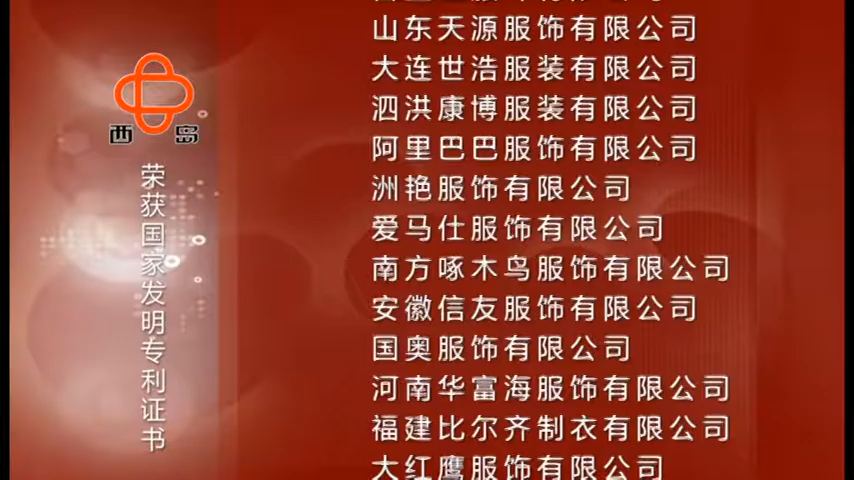 西岛
荣获国家发明专利证书
山东天源服饰有限公司
大连世浩服装有限公司
泗洪康博服装有限公司
阿里巴巴服饰有限公司
洲艳服饰有限公司
爱马仕服饰有限公司
南方啄木鸟服饰有限公司
安徽信友服饰有限公司
国奥服饰有限公司
河南华富海服饰有限公司
福建比尔齐制衣有限公司
大红鹰服饰有限公司